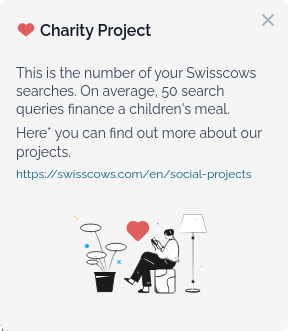 Charity Project
This is the number of your Swisscows
searches. On average, 50 search
queries finance a children's meal.
Here* you can find out more about our
projects.
https://swisscows.com/en/social-projects